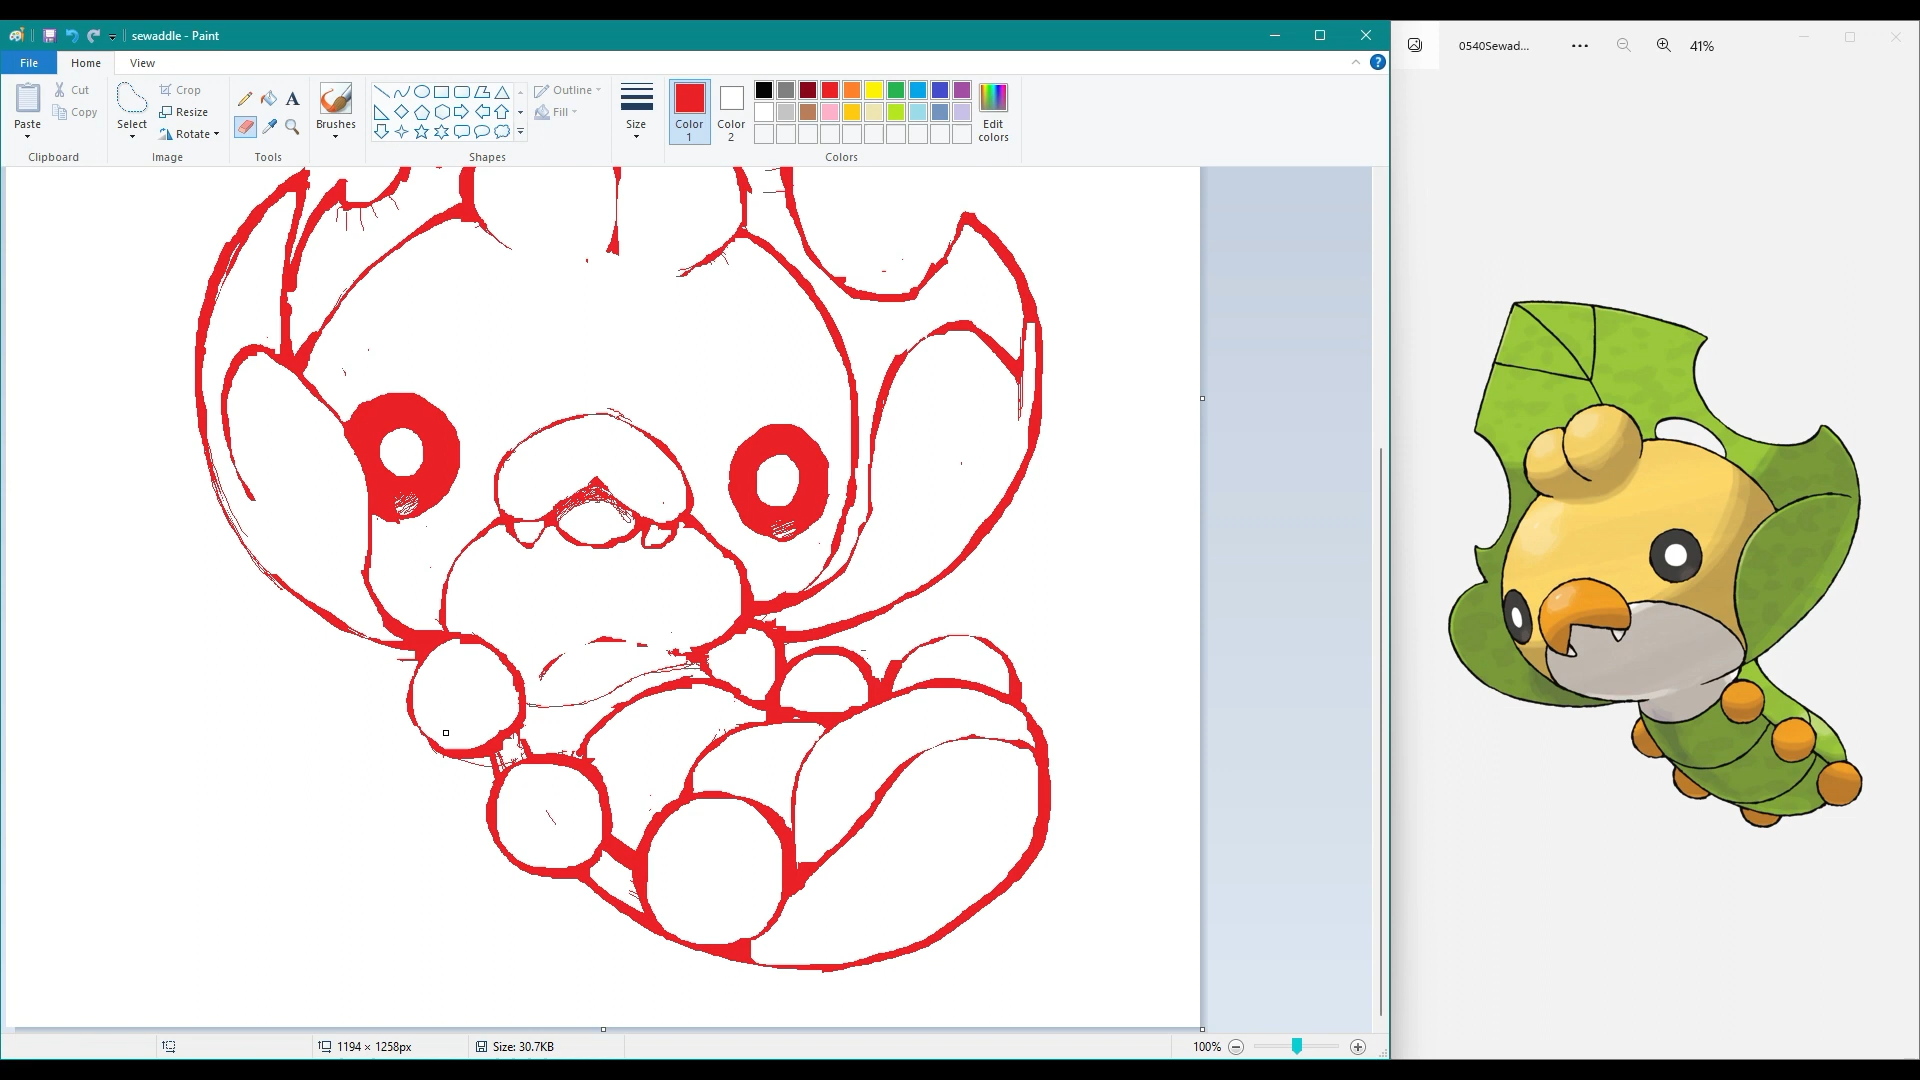 sewaddle - Paint
File Home View
Paste
Cut
Copy
Clipboard
Select
Crop
Resize
Rotate
Image
A
Tools
Brushes
Shapes
Outline
Fill
Size
Color 1
Color 2
Edit colors
Colors
?
0540Sewad... ... 41%
1194 × 1258px Size: 30.7KB 100%